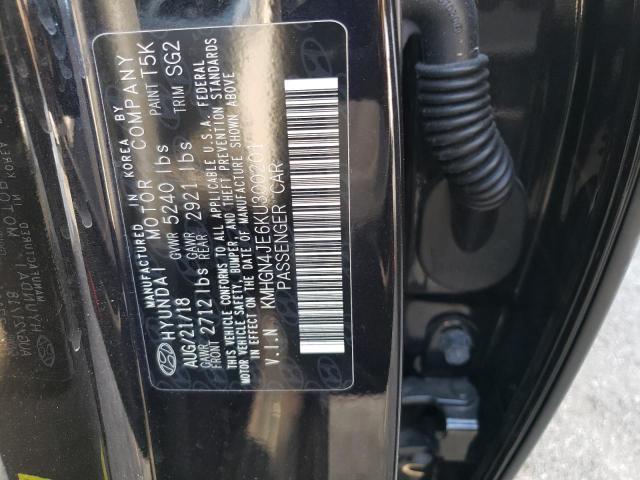 MANUFACTURED IN KOREA BY
HYUNDAI MOTOR COMPANY
AUG/21/18 GVWR 5240 lbs PAINT T5K
GAWR FRONT 2712 lbs GAWR REAR 2921 lbs TRIM SG2
THIS VEHICLE CONFORMS TO ALL APPLICABLE U.S.A. FEDERAL
MOTOR VEHICLE SAFETY, BUMPER, AND THEFT PREVENTION STANDARDS
IN EFFECT ON THE DATE OF MANUFACTURE SHOWN ABOVE
V.I.N KMHGN4JE6KU300201
PASSENGER CAR